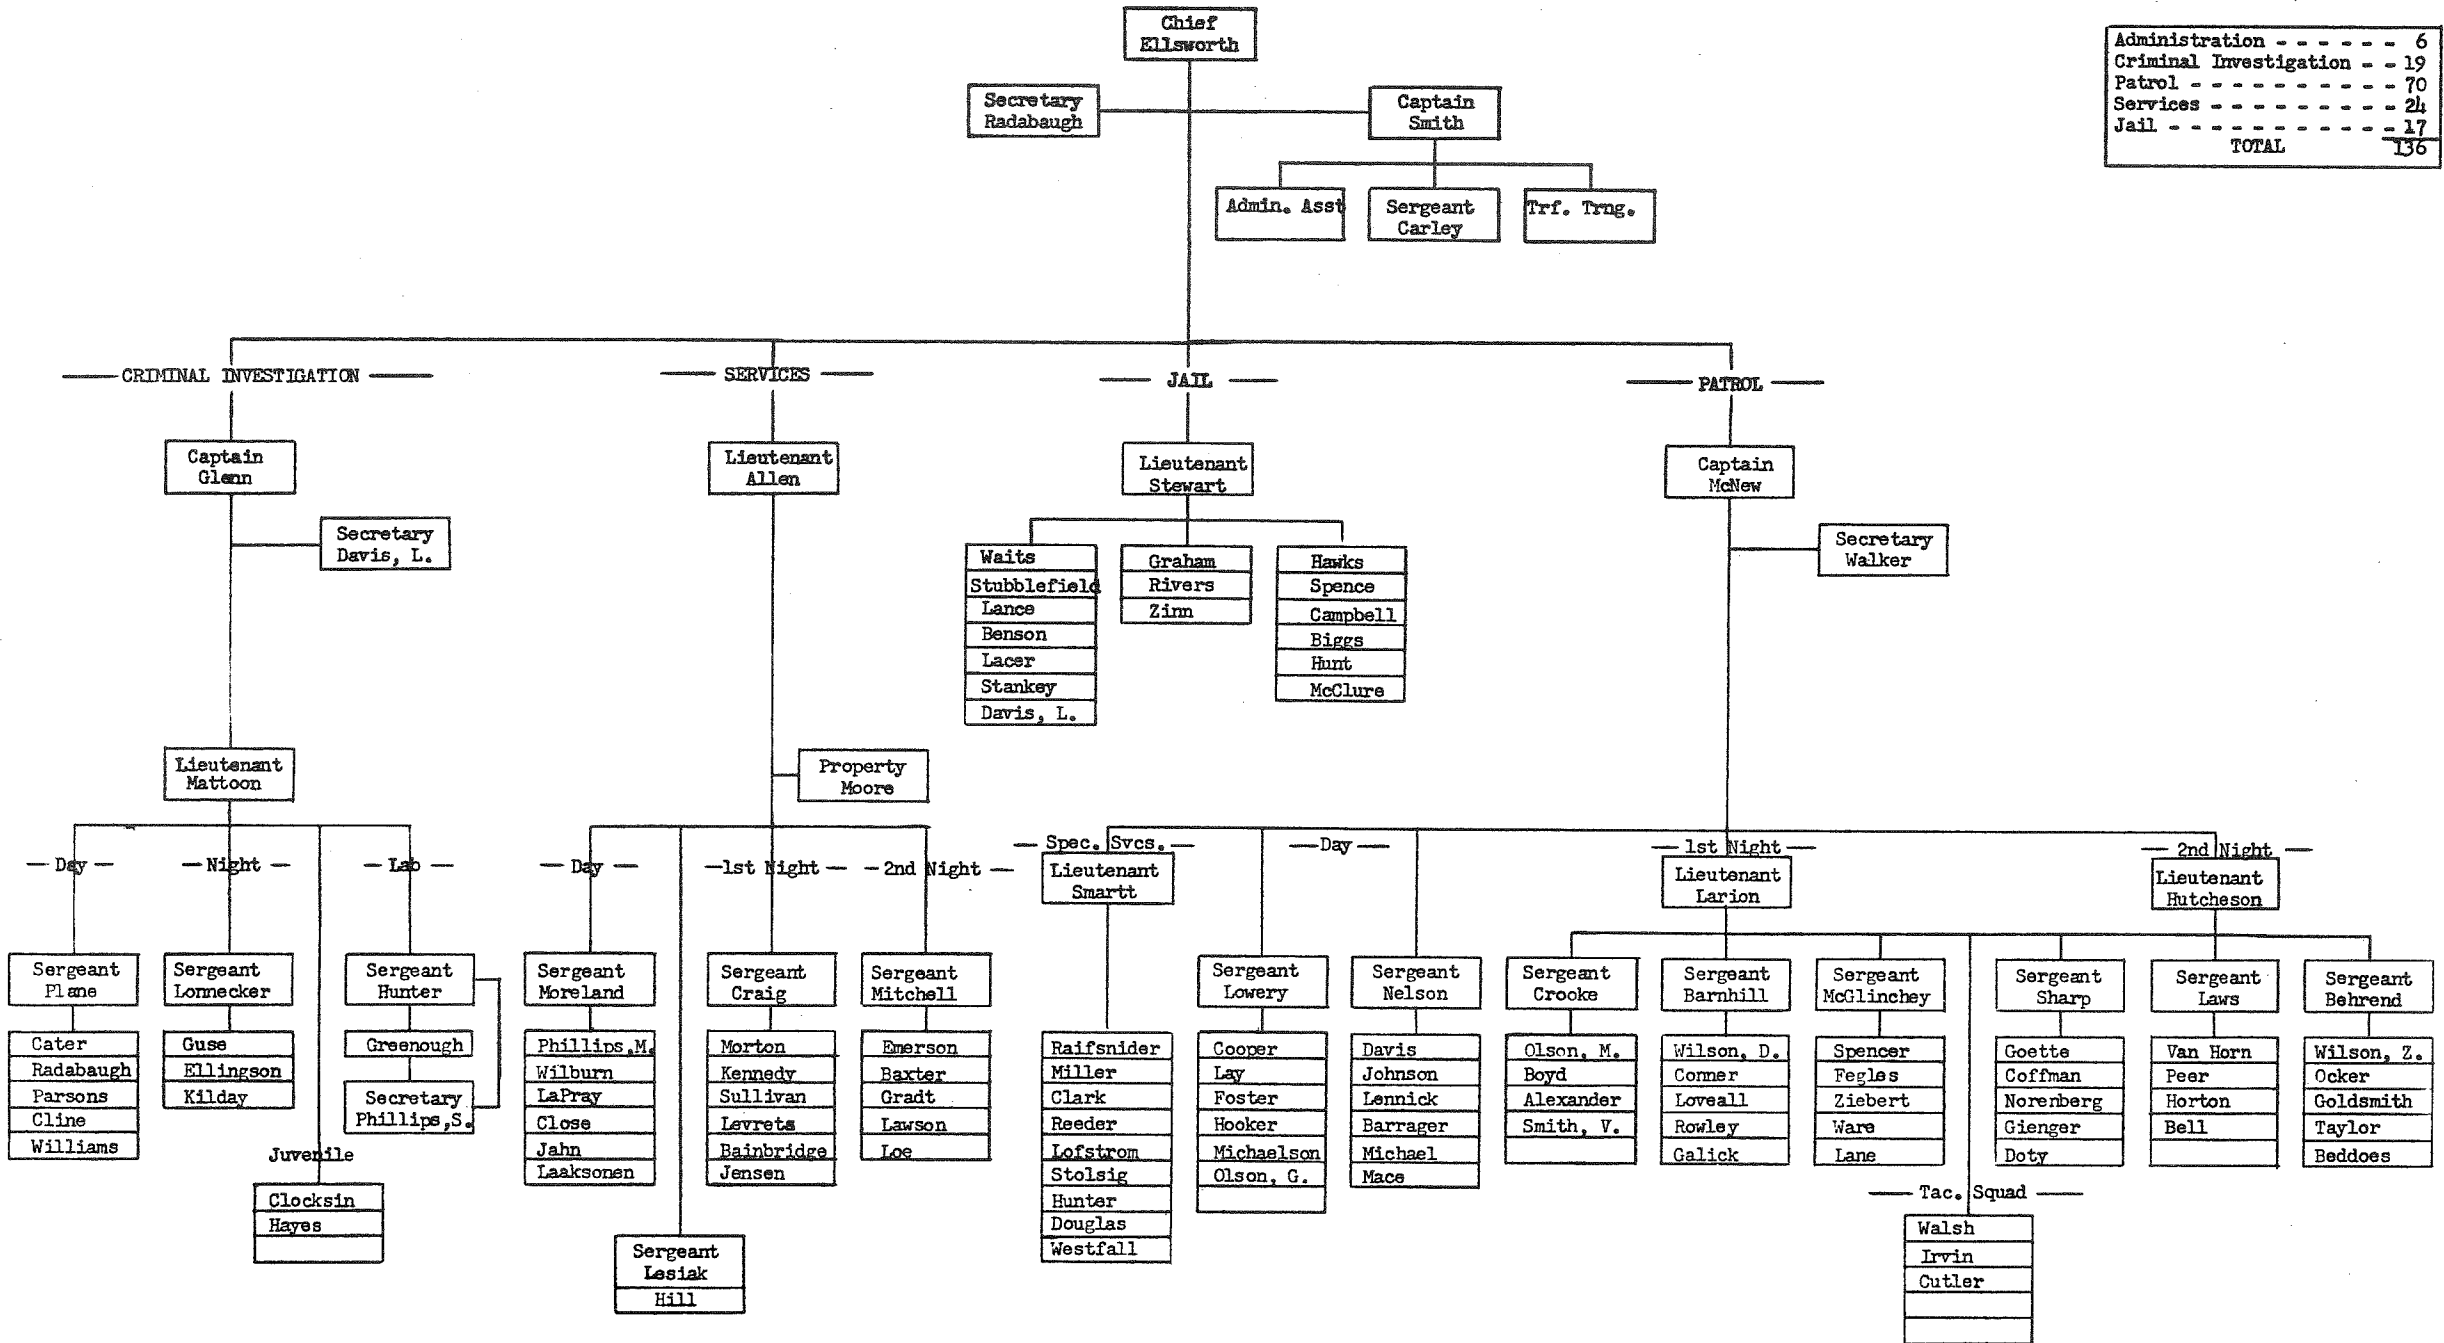 Chief
Ellsworth
Administration - - - - - - 6
Criminal Investigation - - 19
Patrol - - - - - - - - - - 70
Services - - - - - - - - - 24
Jail - - - - - - - - - - - 17
TOTAL 136
Secretary
Radabaugh
Captain
Smith
Admin. Asst
Sergeant
Carley
Trf. Trng.
CRIMINAL INVESTIGATION
SERVICES
JAIL
PATROL
Captain
Glenn
Secretary
Davis, L.
Lieutenant
Mattoon
Day
Night
Lab
Sergeant
Plane
Cater
Radabaugh
Parsons
Cline
Williams
Sergeant
Lonnecker
Guse
Ellingson
Kilday
Juvenile
Clocksin
Hayes
Sergeant
Hunter
Greenough
Secretary
Phillips,S.
Lieutenant
Allen
Property
Moore
Day
1st Night
2nd Night
Sergeant
Moreland
Phillips,M.
Wilburn
LaPray
Close
Jahn
Laaksonen
Sergeant
Lesiak
Hill
Sergeant
Craig
Morton
Kennedy
Sullivan
Levrets
Bainbridge
Jensen
Sergeant
Mitchell
Emerson
Baxter
Gradt
Lawson
Loe
Lieutenant
Stewart
Waits
Stubblefield
Lance
Benson
Lacer
Stankey
Davis, L.
Graham
Rivers
Zinn
Hawks
Spence
Campbell
Biggs
Hunt
McClure
Captain
McNew
Secretary
Walker
Spec. Svcs.
Lieutenant
Smartt
Raifsnider
Miller
Clark
Reeder
Lofstrom
Stolsig
Hunter
Douglas
Westfall
Day
Sergeant
Lowery
Cooper
Lay
Foster
Hooker
Michaelson
Olson, G.
Sergeant
Nelson
Davis
Johnson
Lennick
Barrager
Michael
Mace
1st Night
Lieutenant
Larion
2nd Night
Lieutenant
Hutcheson
Sergeant
Crooke
Olson, M.
Boyd
Alexander
Smith, V.
Sergeant
Barnhill
Wilson, D.
Conner
Loveall
Rowley
Galick
Sergeant
McGlinchey
Spencer
Fegles
Ziebert
Ware
Lane
Tac. Squad
Walsh
Irvin
Cutler
Sergeant
Sharp
Goette
Coffman
Norenberg
Gienger
Doty
Sergeant
Laws
Van Horn
Peer
Horton
Bell
Sergeant
Behrend
Wilson, Z.
Ocker
Goldsmith
Taylor
Beddoes